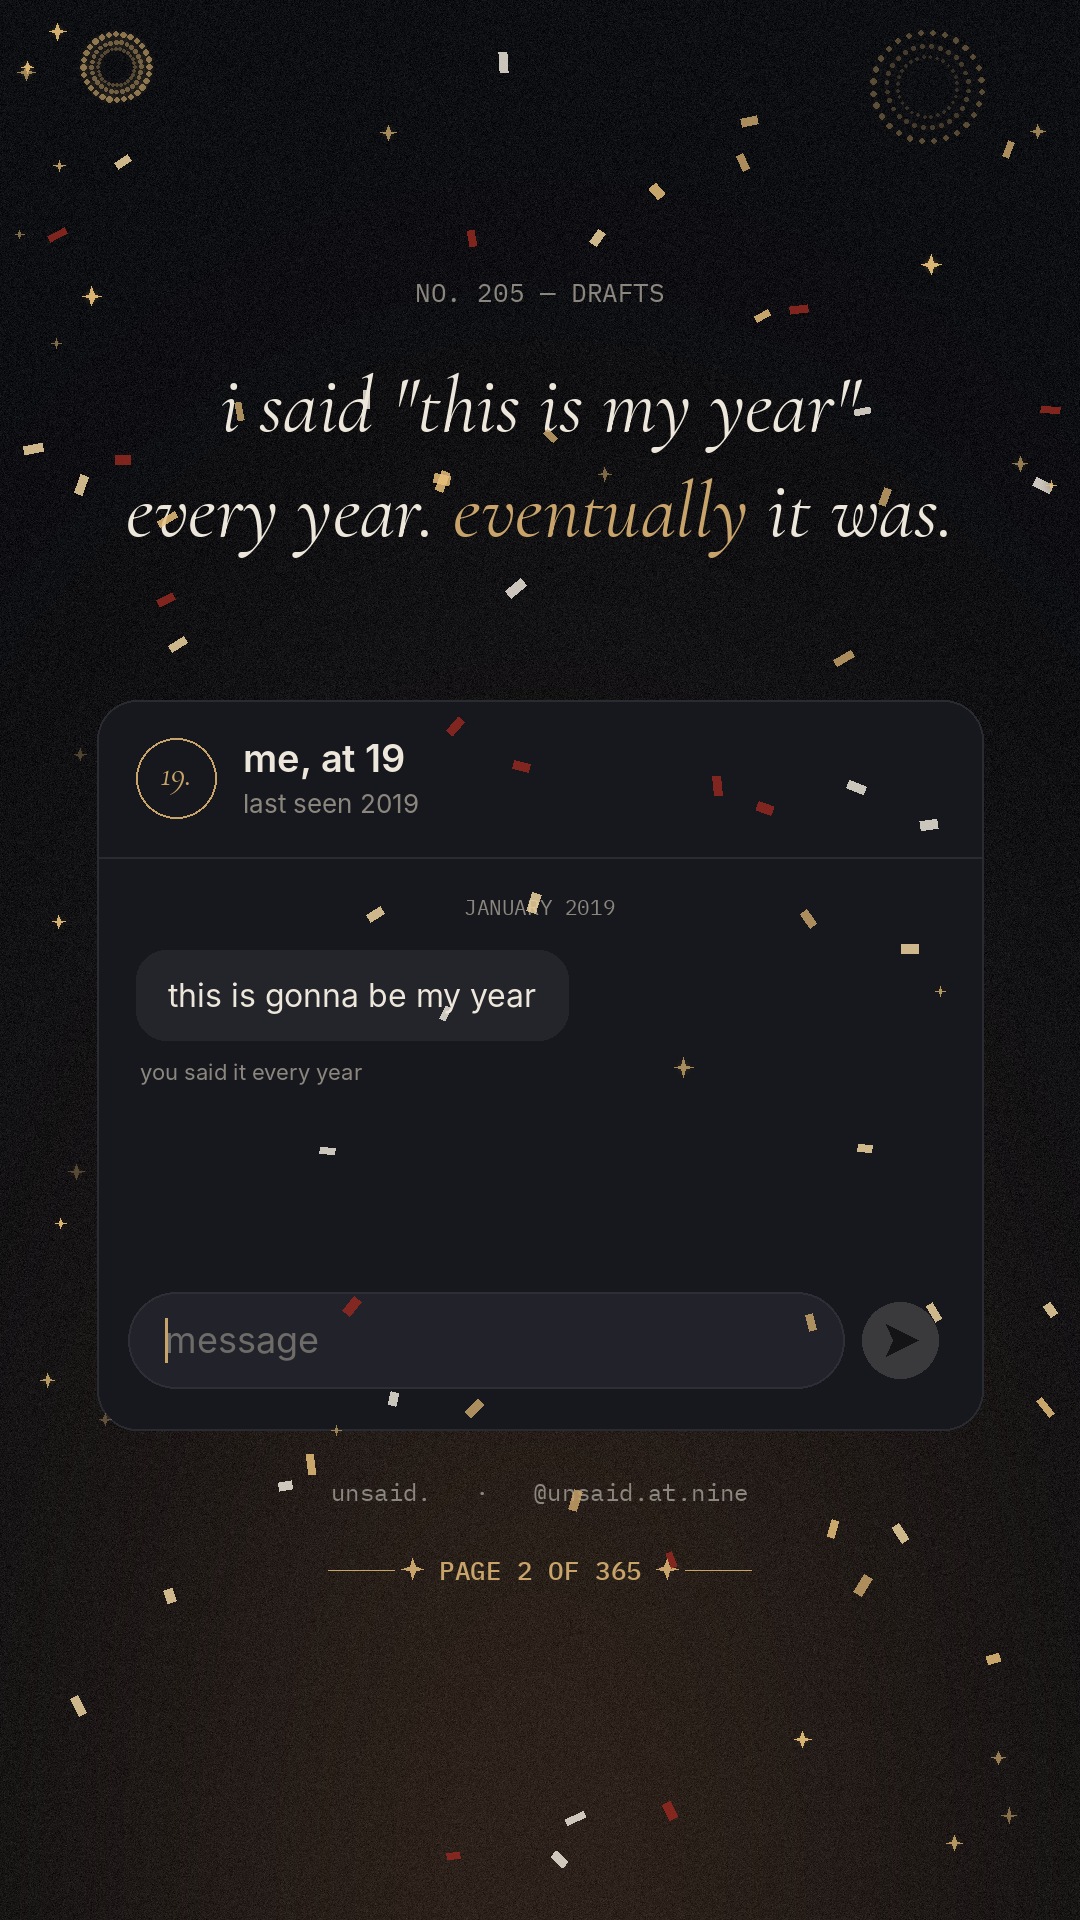 NO. 205 — DRAFTS
i said "this is my year"
every year. eventually it was.
19.
me, at 19
last seen 2019
JANUARY 2019
this is gonna be my year
you said it every year
message
unsaid. · @unsaid.at.nine
PAGE 2 OF 365